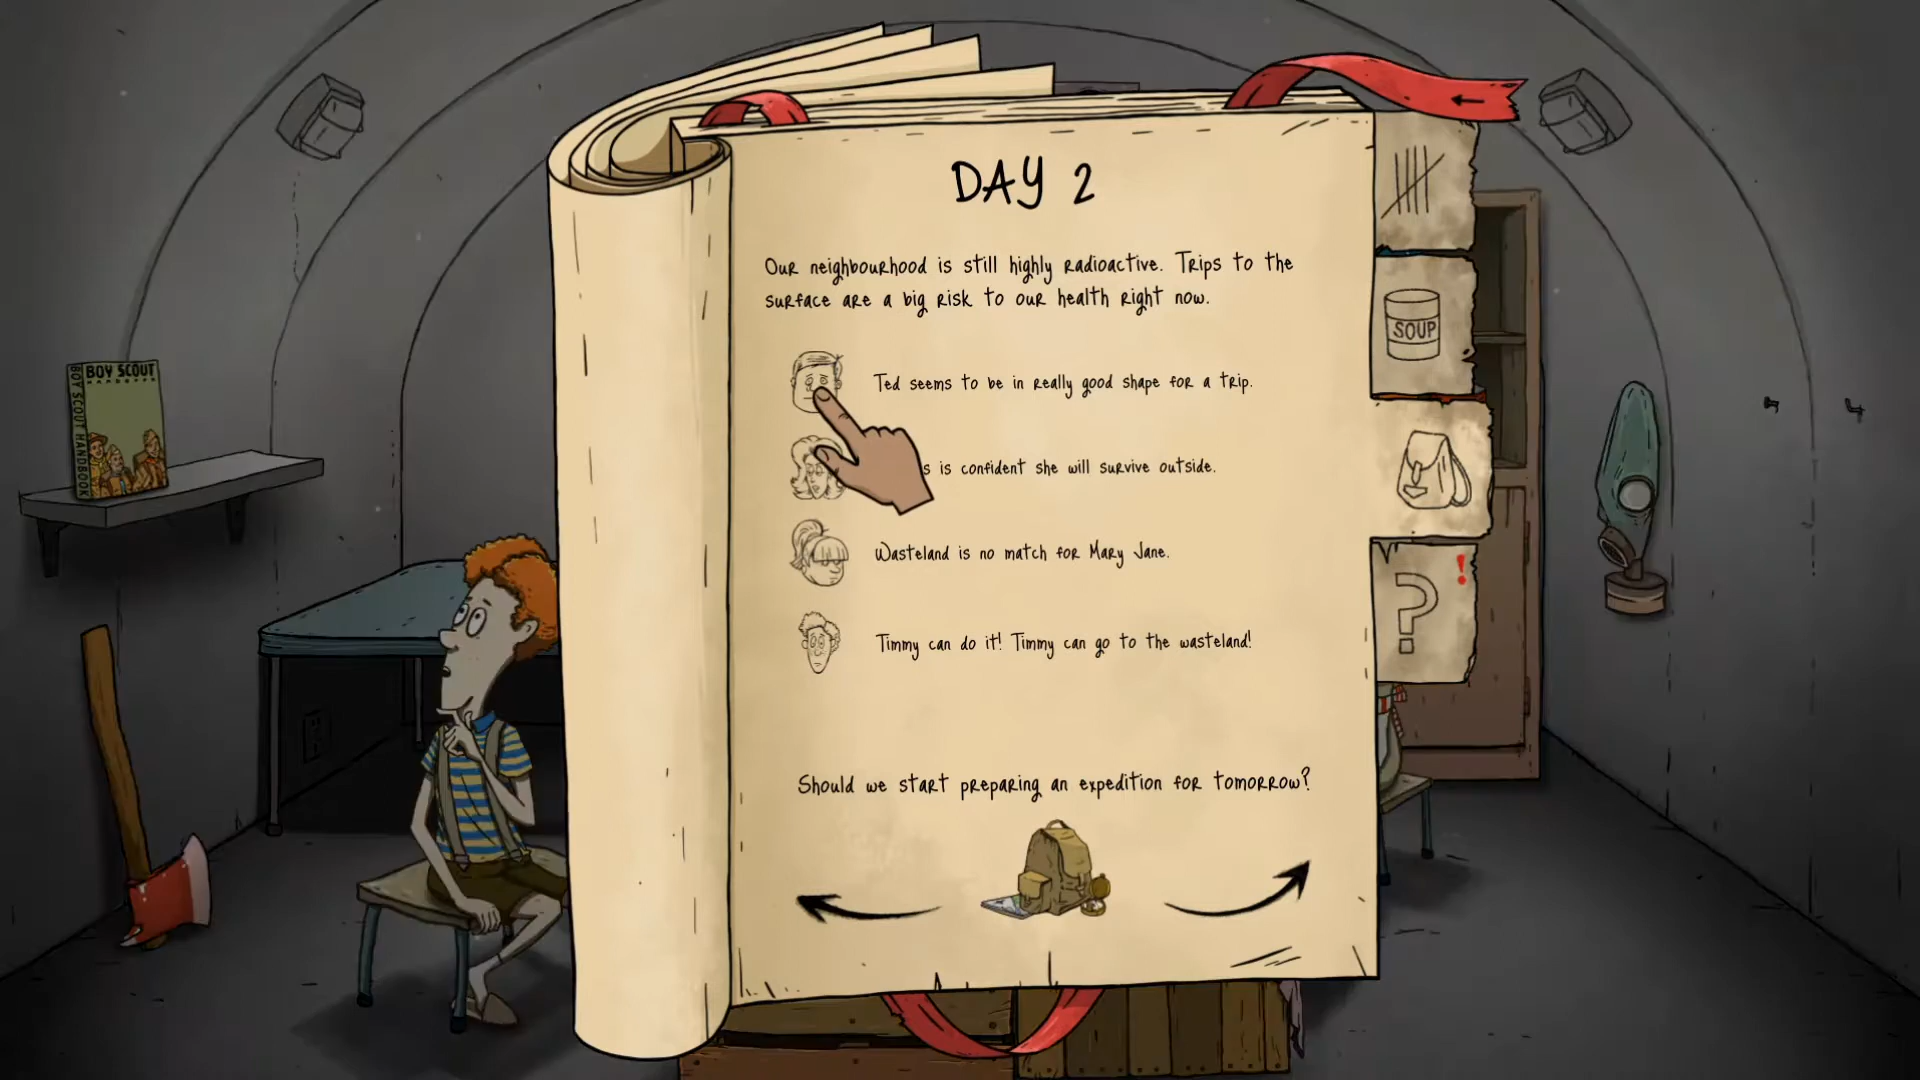 DAY 2
Our neighbourhood is still highly radioactive. Trips to the
surface are a big risk to our health right now.
Ted seems to be in really good shape for a trip.
is confident she will survive outside.
Wasteland is no match for Mary Jane.
Timmy can do it! Timmy can go to the wasteland!
Should we start preparing an expedition for tomorrow?
SOUP
?
!
BOY SCOUT
BOY SCOUT HANDBOOK